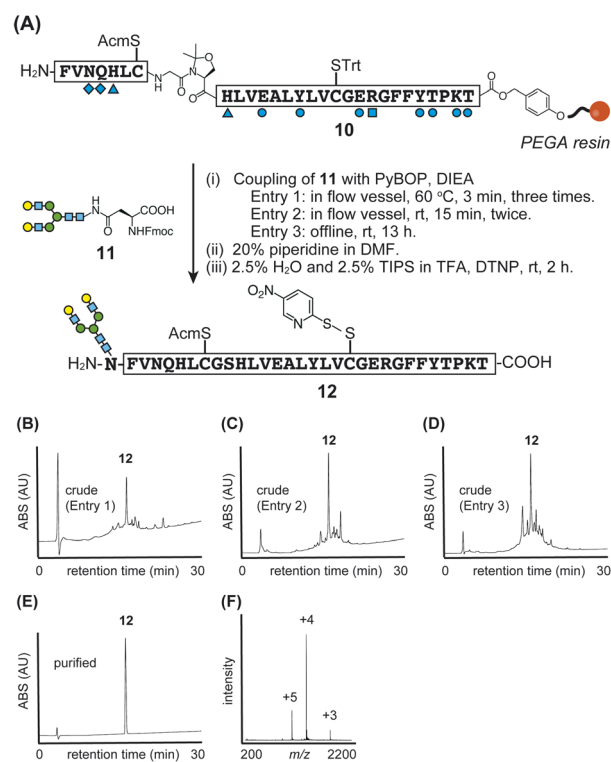 (A)
AcmS
H₂N-FVNQHLC
N
H
O
N
O
O
STrt
HLVEALYLVCGERGFFYTPKT
O
O
O
10
PEGA resin
(i) Coupling of 11 with PyBOP, DIEA
Entry 1: in flow vessel, 60 °C, 3 min, three times.
Entry 2: in flow vessel, rt, 15 min, twice.
Entry 3: offline, rt, 13 h.
(ii) 20% piperidine in DMF.
(iii) 2.5% H₂O and 2.5% TIPS in TFA, DTNP, rt, 2 h.
H
N
COOH
O
NHFmoc
11
O₂N
N
S
S
AcmS
H₂N-N-FVNQHLCGSHLVEALYLVCGERGFFYTPKT-COOH
12
(B)
(C)
(D)
12
12
12
ABS (AU)
crude
(Entry 1)
0 retention time (min) 30
ABS (AU)
crude
(Entry 2)
0 retention time (min) 30
ABS (AU)
crude
(Entry 3)
0 retention time (min) 30
(E)
12
ABS (AU)
purified
0 retention time (min) 30
(F)
+4
+5
+3
intensity
200 m/z 2200